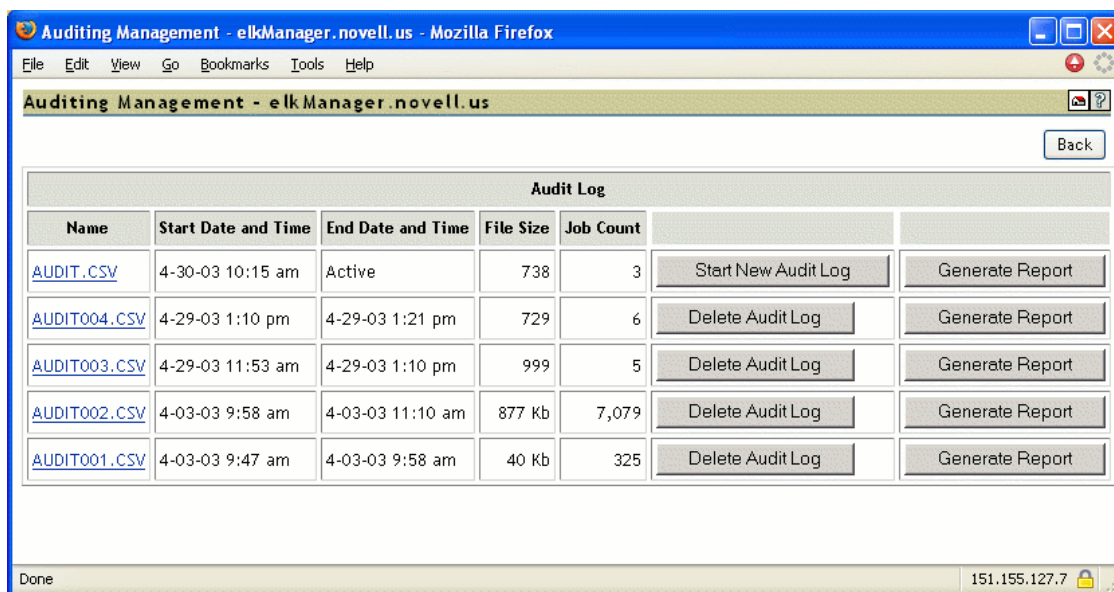 Auditing Management - elkManager.novell.us - Mozilla Firefox
File Edit View Go Bookmarks Tools Help
Auditing Management - elkManager.novell.us
?
Back
Audit Log
Name Start Date and Time End Date and Time File Size Job Count
AUDIT.CSV 4-30-03 10:15 am Active 738 3 Start New Audit Log Generate Report
AUDIT004.CSV 4-29-03 1:10 pm 4-29-03 1:21 pm 729 6 Delete Audit Log Generate Report
AUDIT003.CSV 4-29-03 11:53 am 4-29-03 1:10 pm 999 5 Delete Audit Log Generate Report
AUDIT002.CSV 4-03-03 9:58 am 4-03-03 11:10 am 877 Kb 7,079 Delete Audit Log Generate Report
AUDIT001.CSV 4-03-03 9:47 am 4-03-03 9:58 am 40 Kb 325 Delete Audit Log Generate Report
Done 151.155.127.7